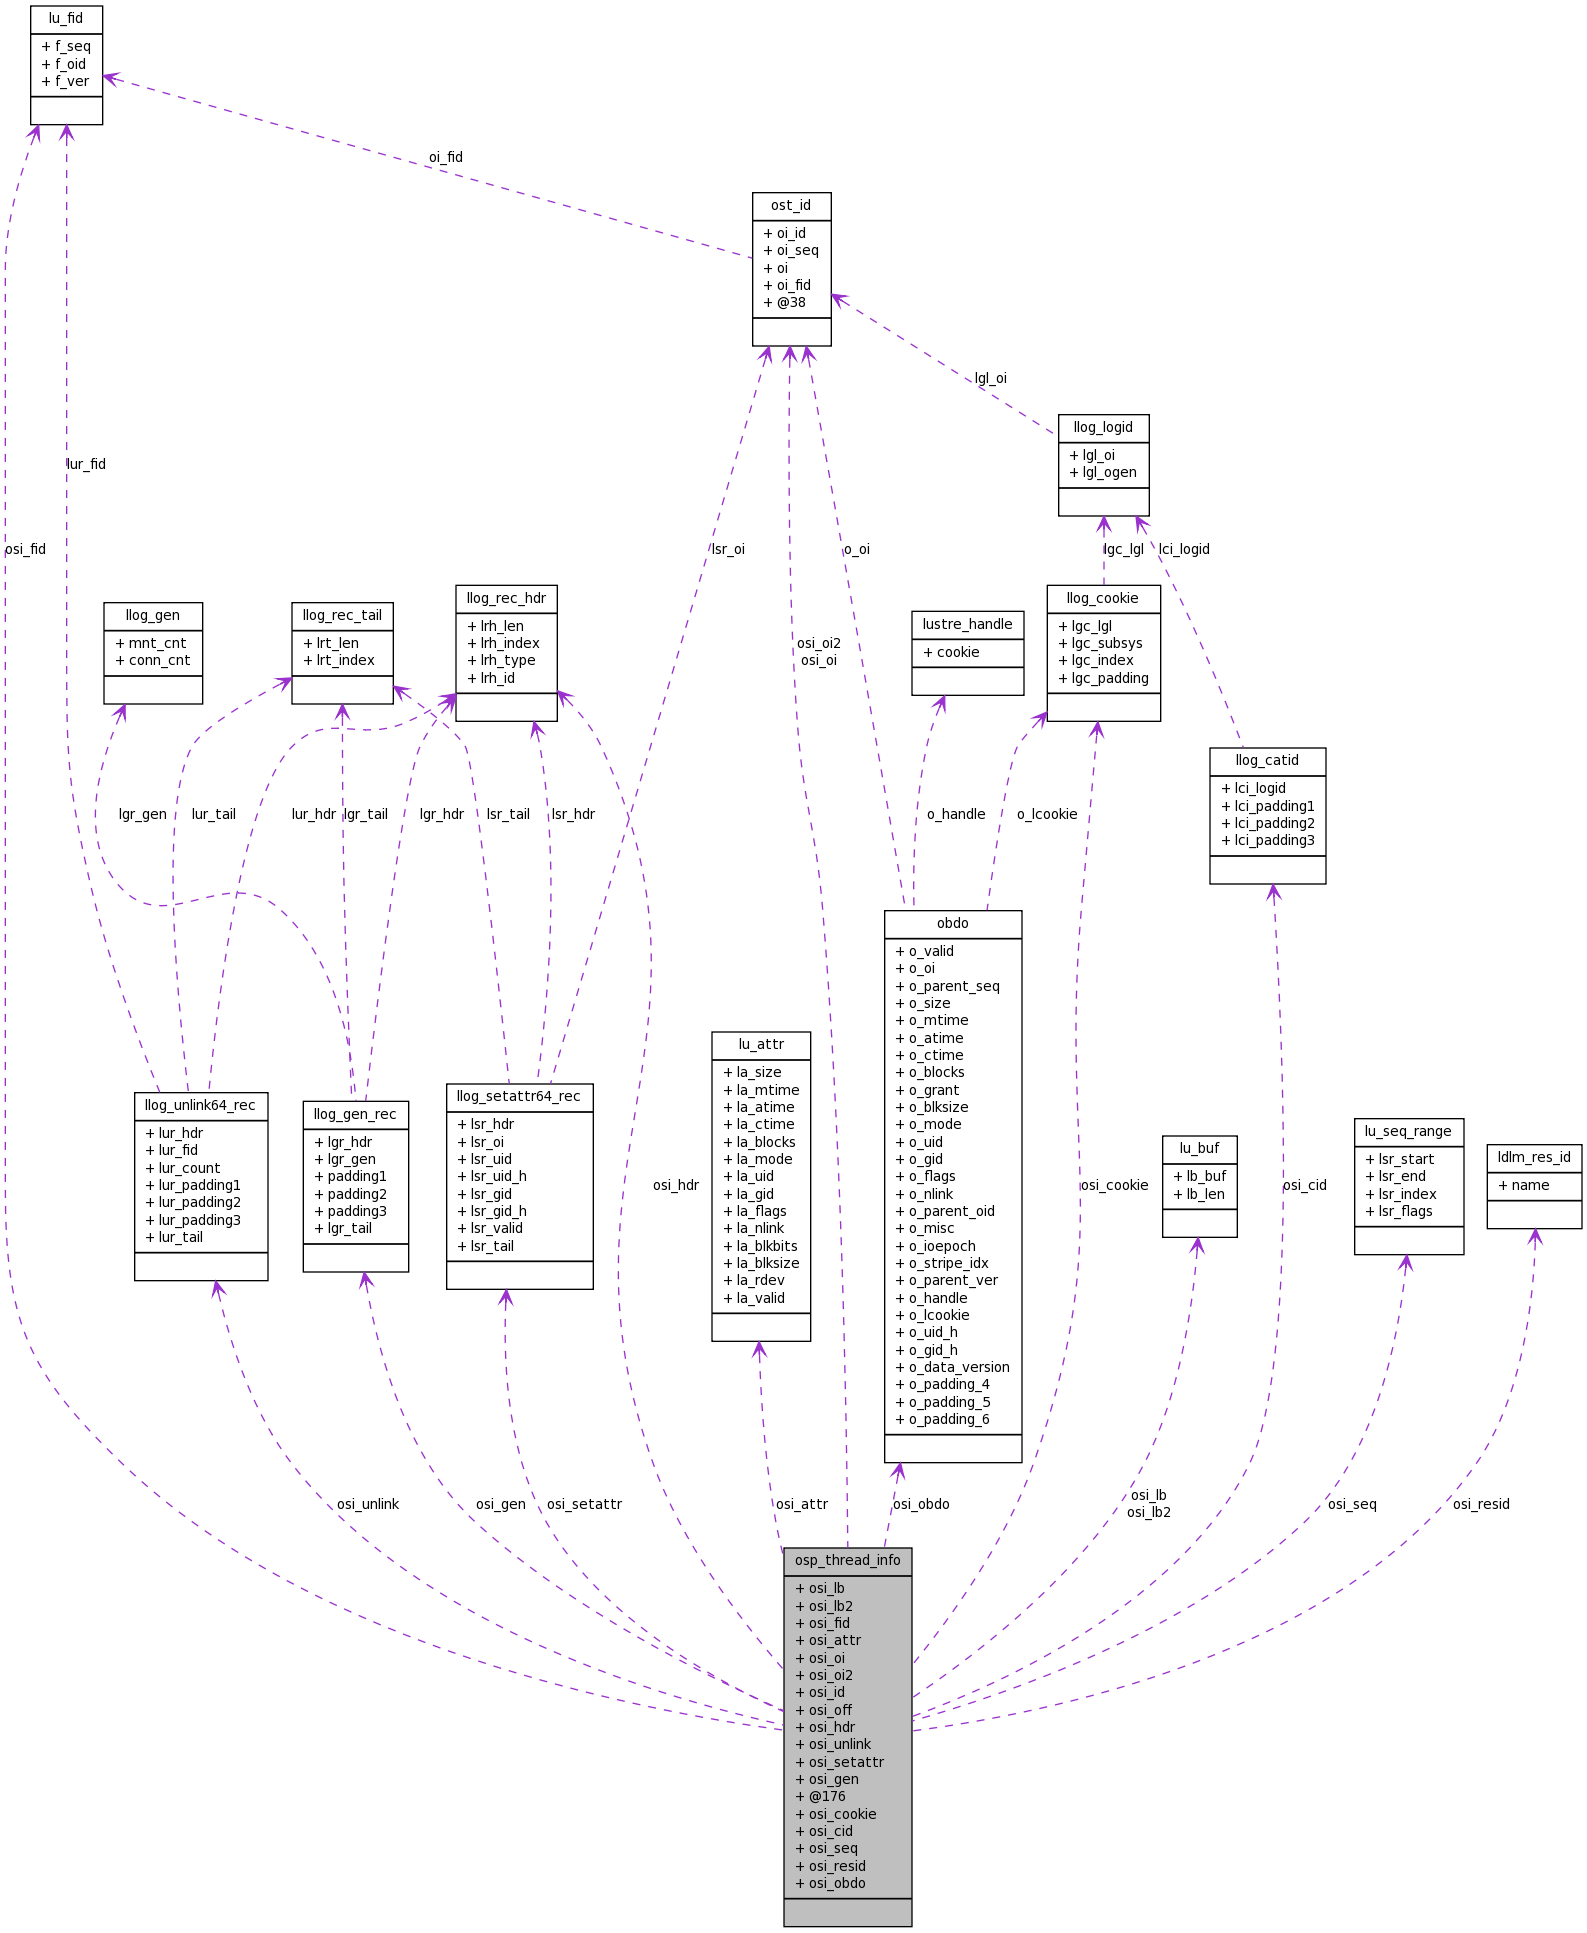 lu_fid
+ f_seq
+ f_oid
+ f_ver
oi_fid
ost_id
+ oi_id
+ oi_seq
+ oi
+ oi_fid
+ @38
lgl_oi
llog_logid
+ lgl_oi
+ lgl_ogen
lur_fid
osi_fid
lsr_oi
o_oi
lgc_lgl
lci_logid
llog_gen
+ mnt_cnt
+ conn_cnt
llog_rec_tail
+ lrt_len
+ lrt_index
llog_rec_hdr
+ lrh_len
+ lrh_index
+ lrh_type
+ lrh_id
osi_oi2
osi_oi
lustre_handle
+ cookie
llog_cookie
+ lgc_lgl
+ lgc_subsys
+ lgc_index
+ lgc_padding
llog_catid
+ lci_logid
+ lci_padding1
+ lci_padding2
+ lci_padding3
lgr_gen
lur_tail
lur_hdr
lgr_tail
lgr_hdr
lsr_tail
lsr_hdr
o_handle
o_lcookie
llog_unlink64_rec
+ lur_hdr
+ lur_fid
+ lur_count
+ lur_padding1
+ lur_padding2
+ lur_padding3
+ lur_tail
llog_gen_rec
+ lgr_hdr
+ lgr_gen
+ padding1
+ padding2
+ padding3
+ lgr_tail
llog_setattr64_rec
+ lsr_hdr
+ lsr_oi
+ lsr_uid
+ lsr_uid_h
+ lsr_gid
+ lsr_gid_h
+ lsr_valid
+ lsr_tail
osi_hdr
lu_attr
+ la_size
+ la_mtime
+ la_atime
+ la_ctime
+ la_blocks
+ la_mode
+ la_uid
+ la_gid
+ la_flags
+ la_nlink
+ la_blkbits
+ la_blksize
+ la_rdev
+ la_valid
obdo
+ o_valid
+ o_oi
+ o_parent_seq
+ o_size
+ o_mtime
+ o_atime
+ o_ctime
+ o_blocks
+ o_grant
+ o_blksize
+ o_mode
+ o_uid
+ o_gid
+ o_flags
+ o_nlink
+ o_parent_oid
+ o_misc
+ o_ioepoch
+ o_stripe_idx
+ o_parent_ver
+ o_handle
+ o_lcookie
+ o_uid_h
+ o_gid_h
+ o_data_version
+ o_padding_4
+ o_padding_5
+ o_padding_6
osi_cookie
lu_buf
+ lb_buf
+ lb_len
osi_cid
lu_seq_range
+ lsr_start
+ lsr_end
+ lsr_index
+ lsr_flags
ldlm_res_id
+ name
osi_unlink
osi_gen
osi_setattr
osi_attr
osi_obdo
osi_lb
osi_lb2
osi_seq
osi_resid
osp_thread_info
+ osi_lb
+ osi_lb2
+ osi_fid
+ osi_attr
+ osi_oi
+ osi_oi2
+ osi_id
+ osi_off
+ osi_hdr
+ osi_unlink
+ osi_setattr
+ osi_gen
+ @176
+ osi_cookie
+ osi_cid
+ osi_seq
+ osi_resid
+ osi_obdo